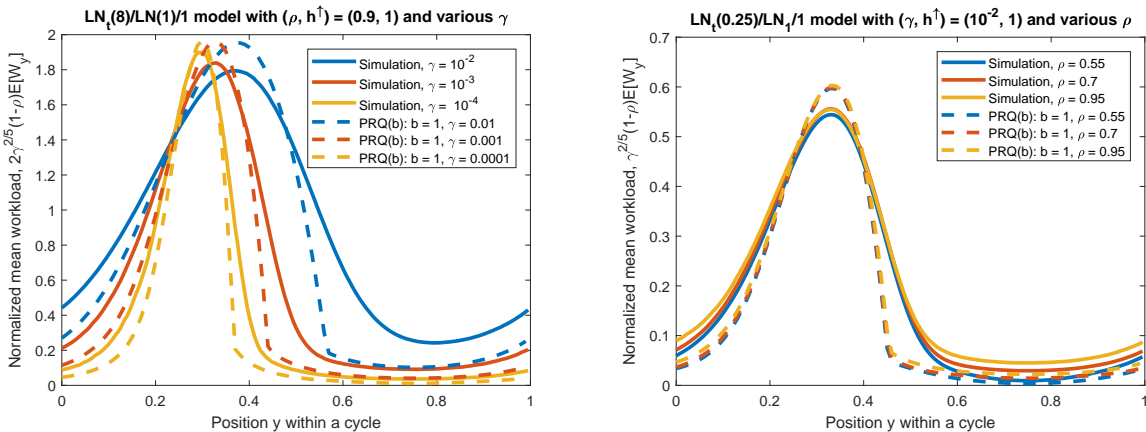 LNₜ(8)/LN(1)/1 model with (ρ, h↑) = (0.9, 1) and various γ
Normalized mean workload, 2γ^{2/5}(1-ρ)E[W_y]
2
1.8
1.6
1.4
1.2
1
0.8
0.6
0.4
0.2
0
Simulation, γ = 10⁻²
Simulation, γ = 10⁻³
Simulation, γ = 10⁻⁴
PRQ(b): b = 1, γ = 0.01
PRQ(b): b = 1, γ = 0.001
PRQ(b): b = 1, γ = 0.0001
0 0.2 0.4 0.6 0.8 1
Position y within a cycle
LNₜ(0.25)/LN₁/1 model with (γ, h↑) = (10⁻², 1) and various ρ
Normalized mean workload, γ^{2/5}(1-ρ)E[W_y]
0.7
0.6
0.5
0.4
0.3
0.2
0.1
0
Simulation, ρ = 0.55
Simulation, ρ = 0.7
Simulation, ρ = 0.95
PRQ(b): b = 1, ρ = 0.55
PRQ(b): b = 1, ρ = 0.7
PRQ(b): b = 1, ρ = 0.95
0 0.2 0.4 0.6 0.8 1
Position y within a cycle